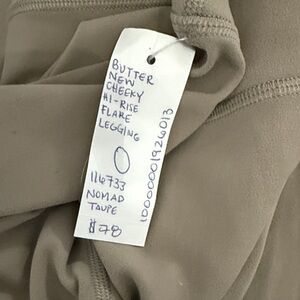 BUTTER
NEW
CHEEKY
HI-RISE
FLARE
LEGGING
0
116733
NOMAD
TAUPE
$78
1000001926013